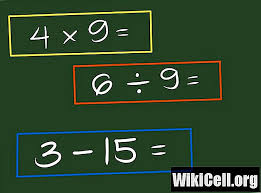 4 × 9 =
6 ÷ 9 =
3 − 15 =
WikiCell.org